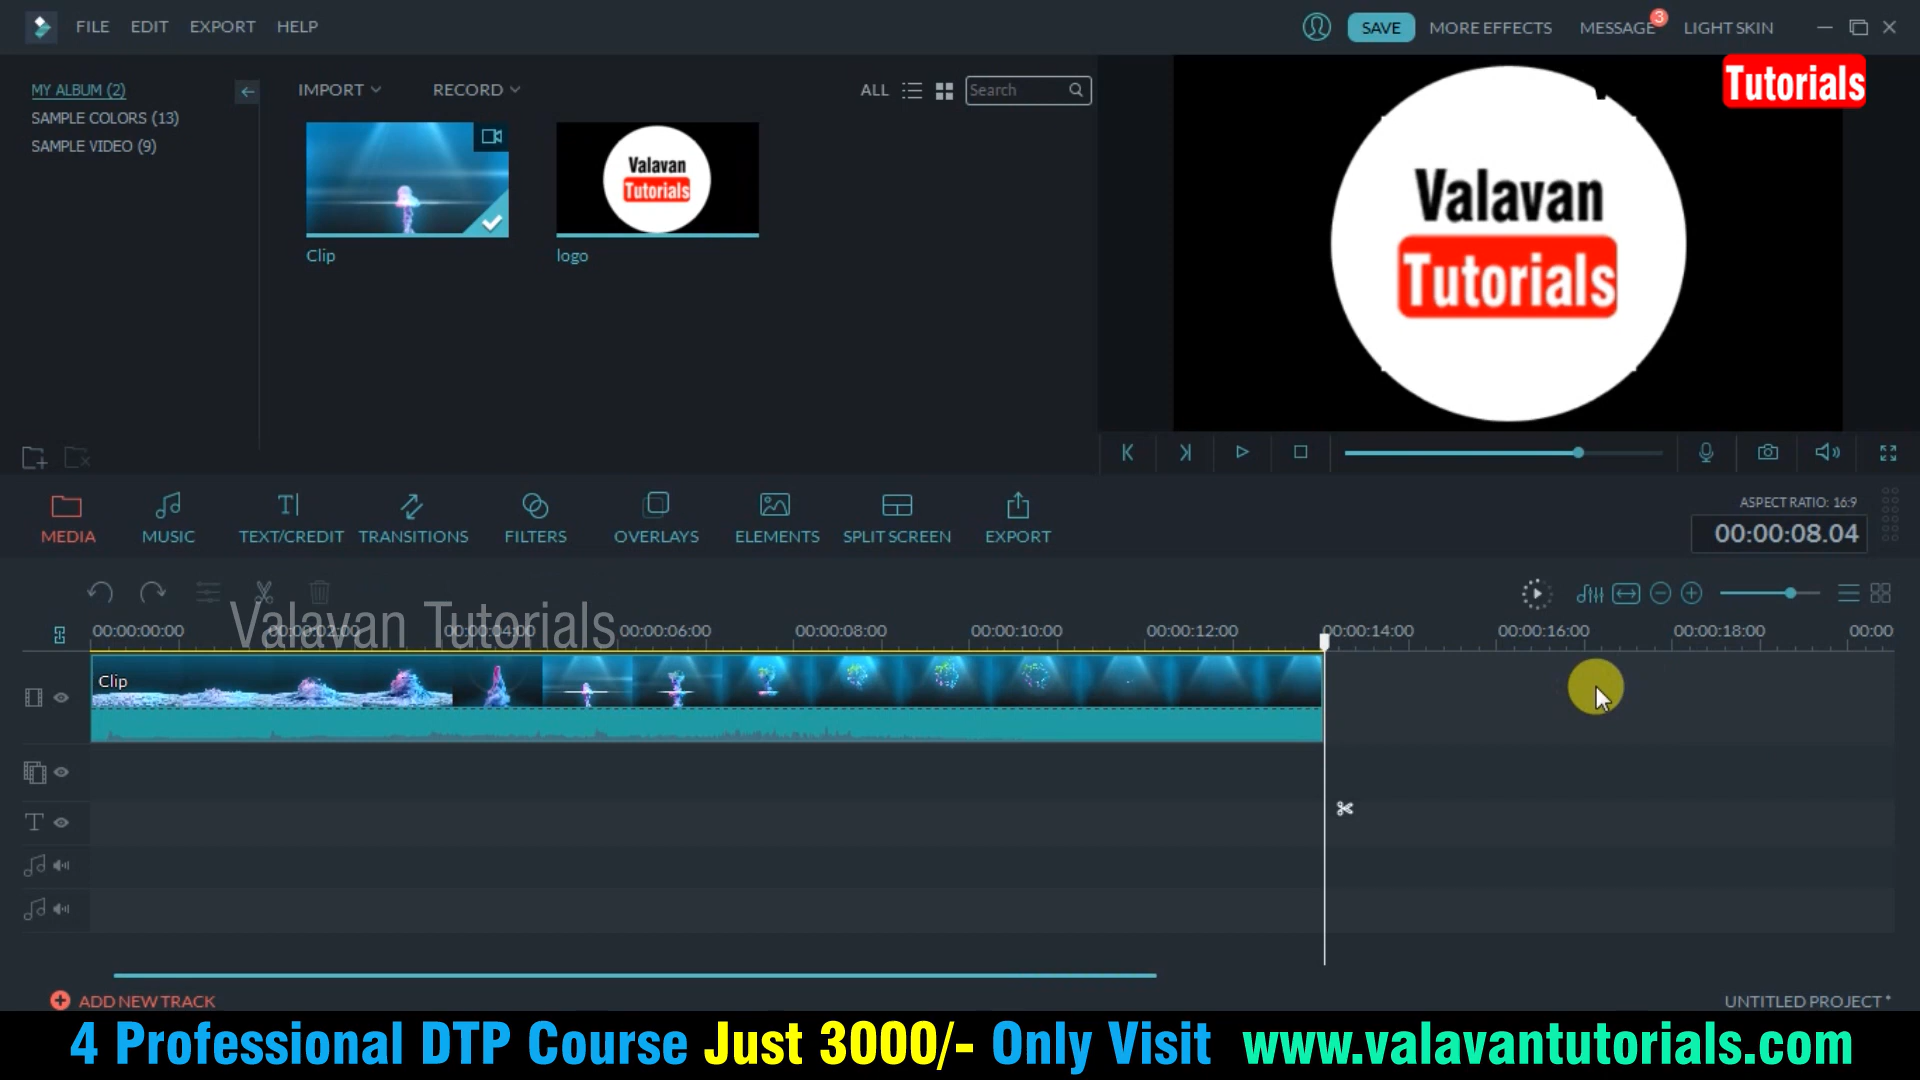 FILE EDIT EXPORT HELP
SAVE MORE EFFECTS MESSAGE 3 LIGHT SKIN
MY ALBUM (2)
SAMPLE COLORS (13)
SAMPLE VIDEO (9)
IMPORT RECORD ALL Search
Valavan
Tutorials
Clip logo
Tutorials
Valavan
Tutorials
MEDIA MUSIC TEXT/CREDIT TRANSITIONS FILTERS OVERLAYS ELEMENTS SPLIT SCREEN EXPORT
ASPECT RATIO: 16:9
00:00:08.04
Valavan Tutorials
00:00:00:00 00:00:02:00 00:00:04:00 00:00:06:00 00:00:08:00 00:00:10:00 00:00:12:00 00:00:14:00 00:00:16:00 00:00:18:00 00:00
Clip
ADD NEW TRACK UNTITLED PROJECT *
4 Professional DTP Course Just 3000/- Only Visit www.valavantutorials.com